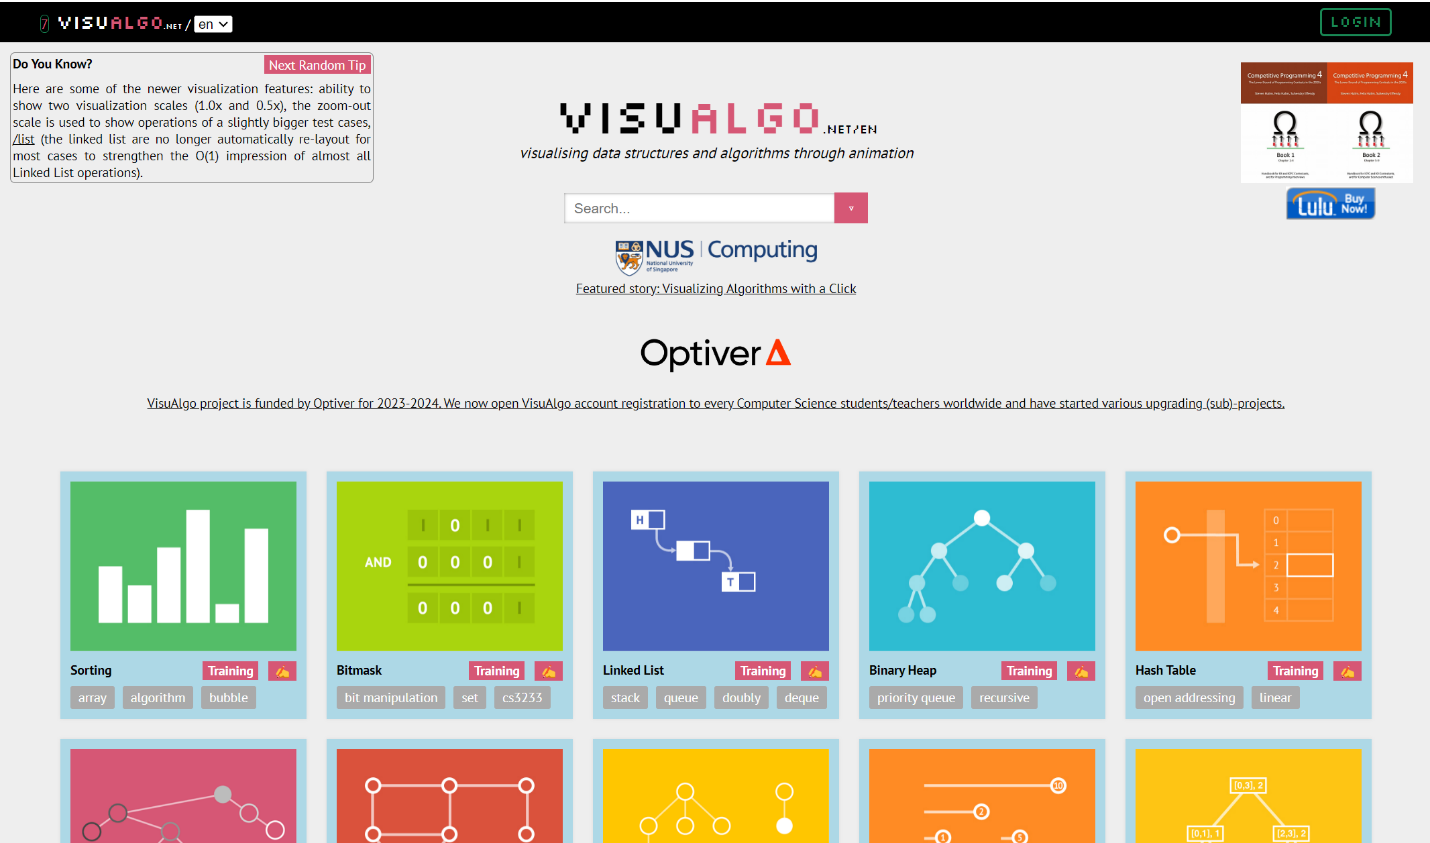 7 VISUALGO.NET / en
LOGIN
Do You Know? Next Random Tip
Here are some of the newer visualization features: ability to
show two visualization scales (1.0x and 0.5x), the zoom-out
scale is used to show operations of a slightly bigger test cases,
/list (the linked list are no longer automatically re-layout for
most cases to strengthen the O(1) impression of almost all
Linked List operations).
VISUALGO.NET/EN
visualising data structures and algorithms through animation
Search...
v
NUS Computing
National University
of Singapore
Featured story: Visualizing Algorithms with a Click
Competitive Programming 4
Competitive Programming 4
Book 1
Book 2
Lulu Buy
Now!
Optiver
VisuAlgo project is funded by Optiver for 2023-2024. We now open VisuAlgo account registration to every Computer Science students/teachers worldwide and have started various upgrading (sub)-projects.
Sorting Training
array algorithm bubble
I 0 I I
AND 0 0 0 I
0 0 0 I
Bitmask Training
bit manipulation set cs3233
H
T
Linked List Training
stack queue doubly deque
Binary Heap Training
priority queue recursive
0
1
2
3
4
Hash Table Training
open addressing linear
10
2
1 5
[0,3], 2
[0,1], 1 [2,3], 2